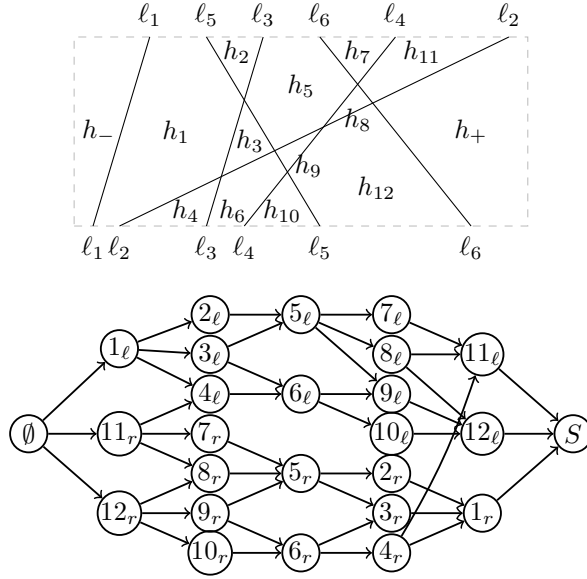 ℓ₁ ℓ₅ ℓ₃ ℓ₆ ℓ₄ ℓ₂
h₂ h₇ h₁₁
h₅
h₋ h₁ h₃ h₈ h₊
h₉
h₁₂
h₄ h₆ h₁₀
ℓ₁ ℓ₂ ℓ₃ ℓ₄ ℓ₅ ℓ₆
2ℓ 5ℓ 7ℓ
1ℓ 3ℓ 8ℓ 11ℓ
4ℓ 6ℓ 9ℓ
∅ 11ᵣ 7ᵣ 10ℓ 12ℓ S
8ᵣ 5ᵣ 2ᵣ
12ᵣ 9ᵣ 3ᵣ 1ᵣ
10ᵣ 6ᵣ 4ᵣ